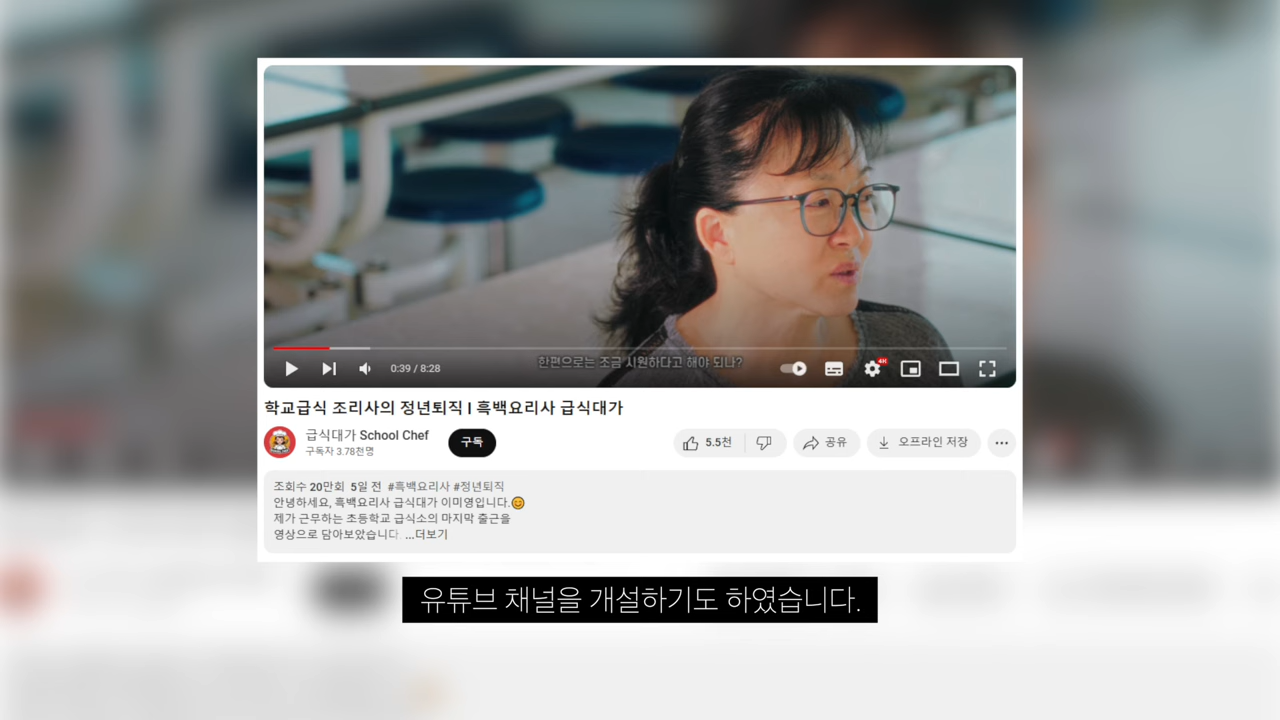 한편으로는 조금 시원하다고 해야 되나?
0:39 / 8:28
4K
학교급식 조리사의 정년퇴직 I 흑백요리사 급식대가
급식대가 School Chef
구독자 3.78천명
구독
5.5천
공유
오프라인 저장
조회수 20만회 5일 전 #흑백요리사 #정년퇴직
안녕하세요, 흑백요리사 급식대가 이미영입니다.😊
제가 근무하는 초등학교 급식소의 마지막 출근을
영상으로 담아보았습니다. ...더보기
유튜브 채널을 개설하기도 하였습니다.